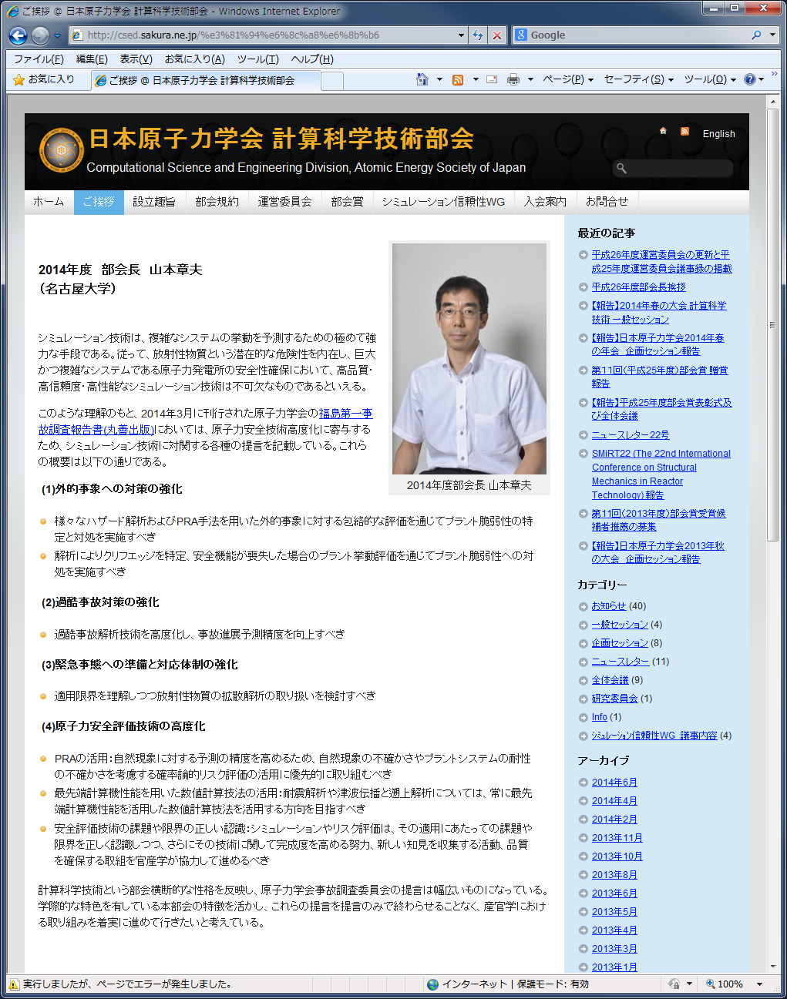 ご挨拶 @ 日本原子力学会 計算科学技術部会 - Windows Internet Explorer
http://csed.sakura.ne.jp/%e3%81%94%e6%8c%a8%e6%8b%b6
Google
ファイル(F) 編集(E) 表示(V) お気に入り(A) ツール(T) ヘルプ(H)
お気に入り
ご挨拶 @ 日本原子力学会 計算科学技術部会
ページ(P) セーフティ(S) ツール(O)
日本原子力学会 計算科学技術部会
Computational Science and Engineering Division, Atomic Energy Society of Japan
English
ホーム ご挨拶 設立趣旨 部会規約 運営委員会 部会賞 シミュレーション信頼性WG 入会案内 お問合せ
2014年度　部会長　山本章夫
（名古屋大学）
シミュレーション技術は、複雑なシステムの挙動を予測するための極めて強
力な手段である。従って、放射性物質という潜在的な危険性を内在し、巨大
かつ複雑なシステムである原子力発電所の安全性確保において、高品質・
高信頼度・高性能なシミュレーション技術は不可欠なものであるといえる。
このような理解のもと、2014年3月に刊行された原子力学会の福島第一事
故調査報告書(丸善出版)においては、原子力安全技術高度化に寄与する
ため、シミュレーション技術に対関する各種の提言を記載している。これら
の概要は以下の通りである。
2014年度部会長 山本章夫
(1)外的事象への対策の強化
様々なハザード解析およびPRA手法を用いた外的事象に対する包絡的な評価を通じてプラント脆弱性の特
定と対処を実施すべき
解析によりクリフエッジを特定、安全機能が喪失した場合のプラント挙動評価を通じてプラント脆弱性への対
処を実施すべき
(2)過酷事故対策の強化
過酷事故解析技術を高度化し、事故進展予測精度を向上すべき
(3)緊急事態への準備と対応体制の強化
適用限界を理解しつつ放射性物質の拡散解析の取り扱いを検討すべき
(4)原子力安全評価技術の高度化
PRAの活用：自然現象に対する予測の精度を高めるため、自然現象の不確かさやプラントシステムの耐性
の不確かさを考慮する確率論的リスク評価の活用に優先的に取り組むべき
最先端計算機性能を用いた数値計算技法の活用：耐震解析や津波伝播と遡上解析については、常に最先
端計算機性能を活用した数値計算技法を活用する方向を目指すべき
安全評価技術の課題や限界の正しい認識：シミュレーションやリスク評価は、その適用にあたっての課題や
限界を正しく認識しつつ、さらにその技術に関して完成度を高める努力、新しい知見を収集する活動、品質
を確保する取組を官産学が協力して進めるべき
計算科学技術という部会横断的な性格を反映し、原子力学会事故調査委員会の提言は幅広いものになっている。
学際的な特色を有している本部会の特徴を活かし、これらの提言を提言のみで終わらせることなく、産官学におけ
る取り組みを着実に進めて行きたいと考えている。
最近の記事
平成26年度運営委員会の更新と平
成25年度運営委員会議事録の掲載
平成26年度部会長挨拶
【報告】2014年春の大会 計算科学
技術 一般セッション
【報告】日本原子力学会2014年春
の年会　企画セッション報告
第11回（平成25年度）部会賞 贈賞
報告
【報告】平成25年度部会賞表彰式及
び全体会議
ニュースレター22号
SMiRT22 (The 22nd International
Conference on Structural
Mechanics in Reactor
Technology) 報告
第11回（2013年度）部会賞受賞候
補者推薦の募集
【報告】日本原子力学会2013年秋
の大会　企画セッション報告
カテゴリー
お知らせ (40)
一般セッション (4)
企画セッション (8)
ニュースレター (11)
全体会議 (9)
研究委員会 (1)
Info (1)
ｼﾐｭﾚｰｼｮﾝ信頼性WG_議事内容 (4)
アーカイブ
2014年6月
2014年4月
2014年2月
2013年11月
2013年10月
2013年8月
2013年6月
2013年5月
2013年4月
2013年3月
2013年1月
実行しましたが、ページでエラーが発生しました。
インターネット | 保護モード: 有効
100%